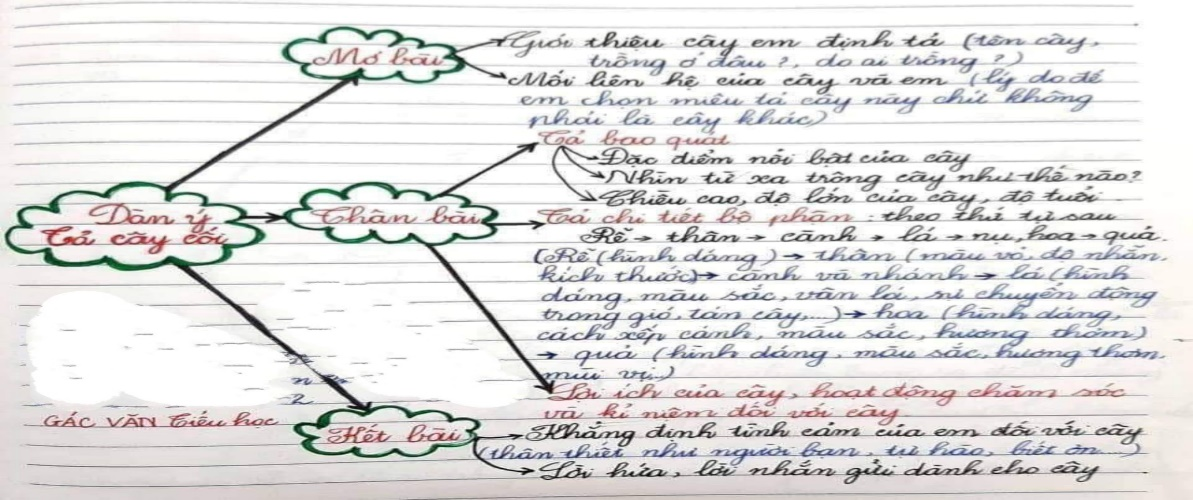 Mở bài
Giới thiệu cây em định tả (tên cây,
trồng ở đâu?, do ai trồng?)
Mối liên hệ của cây và em (lý do để
em chọn miêu tả cây này chứ không
phải là cây khác)
Dàn ý
Tả cây cối
Thân bài
Tả bao quát
Đặc điểm nổi bật của cây
Nhìn từ xa trông cây như thế nào?
Chiều cao, độ lớn của cây, độ tuổi
Tả chi tiết bộ phận : theo thứ tự sau
Rễ → thân → cành → lá → nụ, hoa → quả.
(Rễ (hình dáng) → thân (màu vỏ, độ nhẵn,
kích thước) → cành và nhánh → lá (hình
dáng, màu sắc, vân lá, sự chuyển động
trong gió, tán cây,...) → hoa (hình dáng,
cách xếp cánh, màu sắc, hương thơm)
→ quả (hình dáng, màu sắc, hương thơm,
mùi vị..)
Lợi ích của cây, hoạt động chăm sóc
và kỉ niệm đối với cây
GÁC VĂN Tiểu học
Kết bài
Khẳng định tình cảm của em đối với cây
(thân thiết như người bạn, tự hào, biết ơn....)
Lời hứa, lời nhắn gửi dành cho cây